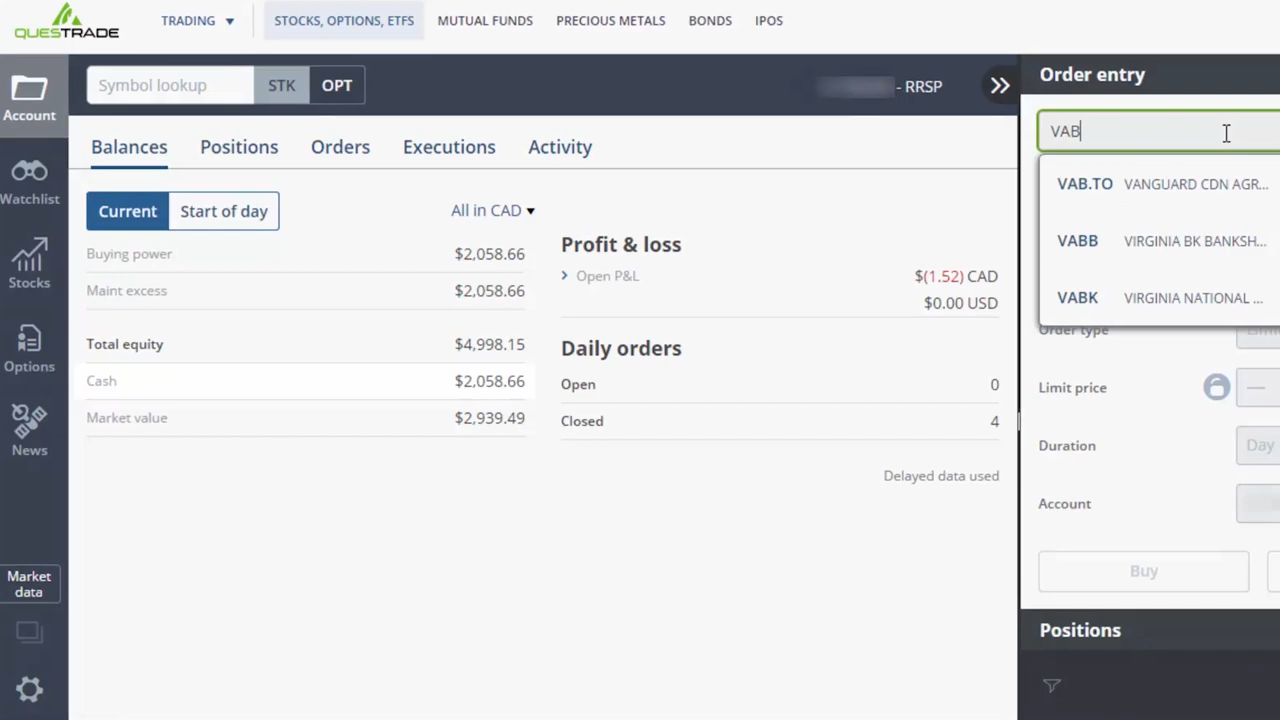 QUESTRADE
TRADING
STOCKS, OPTIONS, ETFS
MUTUAL FUNDS
PRECIOUS METALS
BONDS
IPOS
Account
Watchlist
Stocks
Options
News
Market
data
Symbol lookup
STK
OPT
- RRSP
Balances
Positions
Orders
Executions
Activity
Current
Start of day
All in CAD
Buying power $2,058.66
Maint excess $2,058.66
Total equity $4,998.15
Cash $2,058.66
Market value $2,939.49
Profit & loss
Open P&L $(1.52) CAD
$0.00 USD
Daily orders
Open 0
Closed 4
Delayed data used
Order entry
VAB
VAB.TO VANGUARD CDN AGR...
VABB VIRGINIA BK BANKSH...
VABK VIRGINIA NATIONAL ...
Order type
Limit price
Duration Day
Account
Buy
Positions